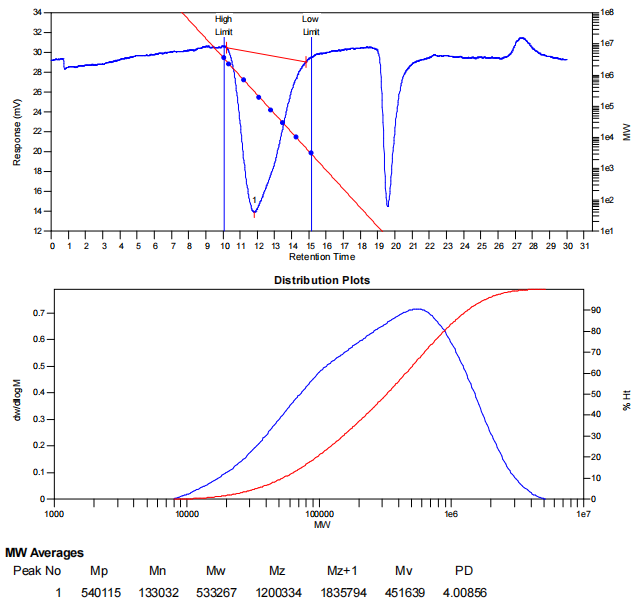 34
32
30
28
26
24
22
20
18
16
14
12
Response (mV)
High
Limit
Low
Limit
1
1e8
1e7
1e6
1e5
1e4
1e3
1e2
1e1
MW
0 1 2 3 4 5 6 7 8 9 10 11 12 13 14 15 16 17 18 19 20 21 22 23 24 25 26 27 28 29 30 31
Retention Time
Distribution Plots
0.7
0.6
0.5
0.4
0.3
0.2
0.1
0
dw/dlogM
90
80
70
60
50
40
30
20
10
0
% Ht
1000 10000 100000 1e6 1e7
MW
MW Averages
Peak No Mp Mn Mw Mz Mz+1 Mv PD
1 540115 133032 533267 1200334 1835794 451639 4.00856